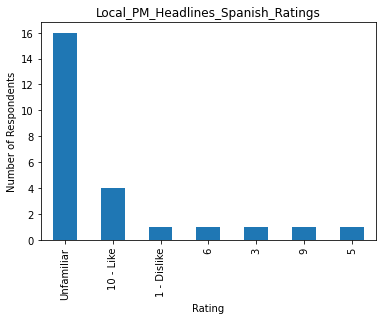 Local_PM_Headlines_Spanish_Ratings
Number of Respondents
16
14
12
10
8
6
4
2
0
Unfamiliar
10 - Like
1 - Dislike
6
3
9
5
Rating